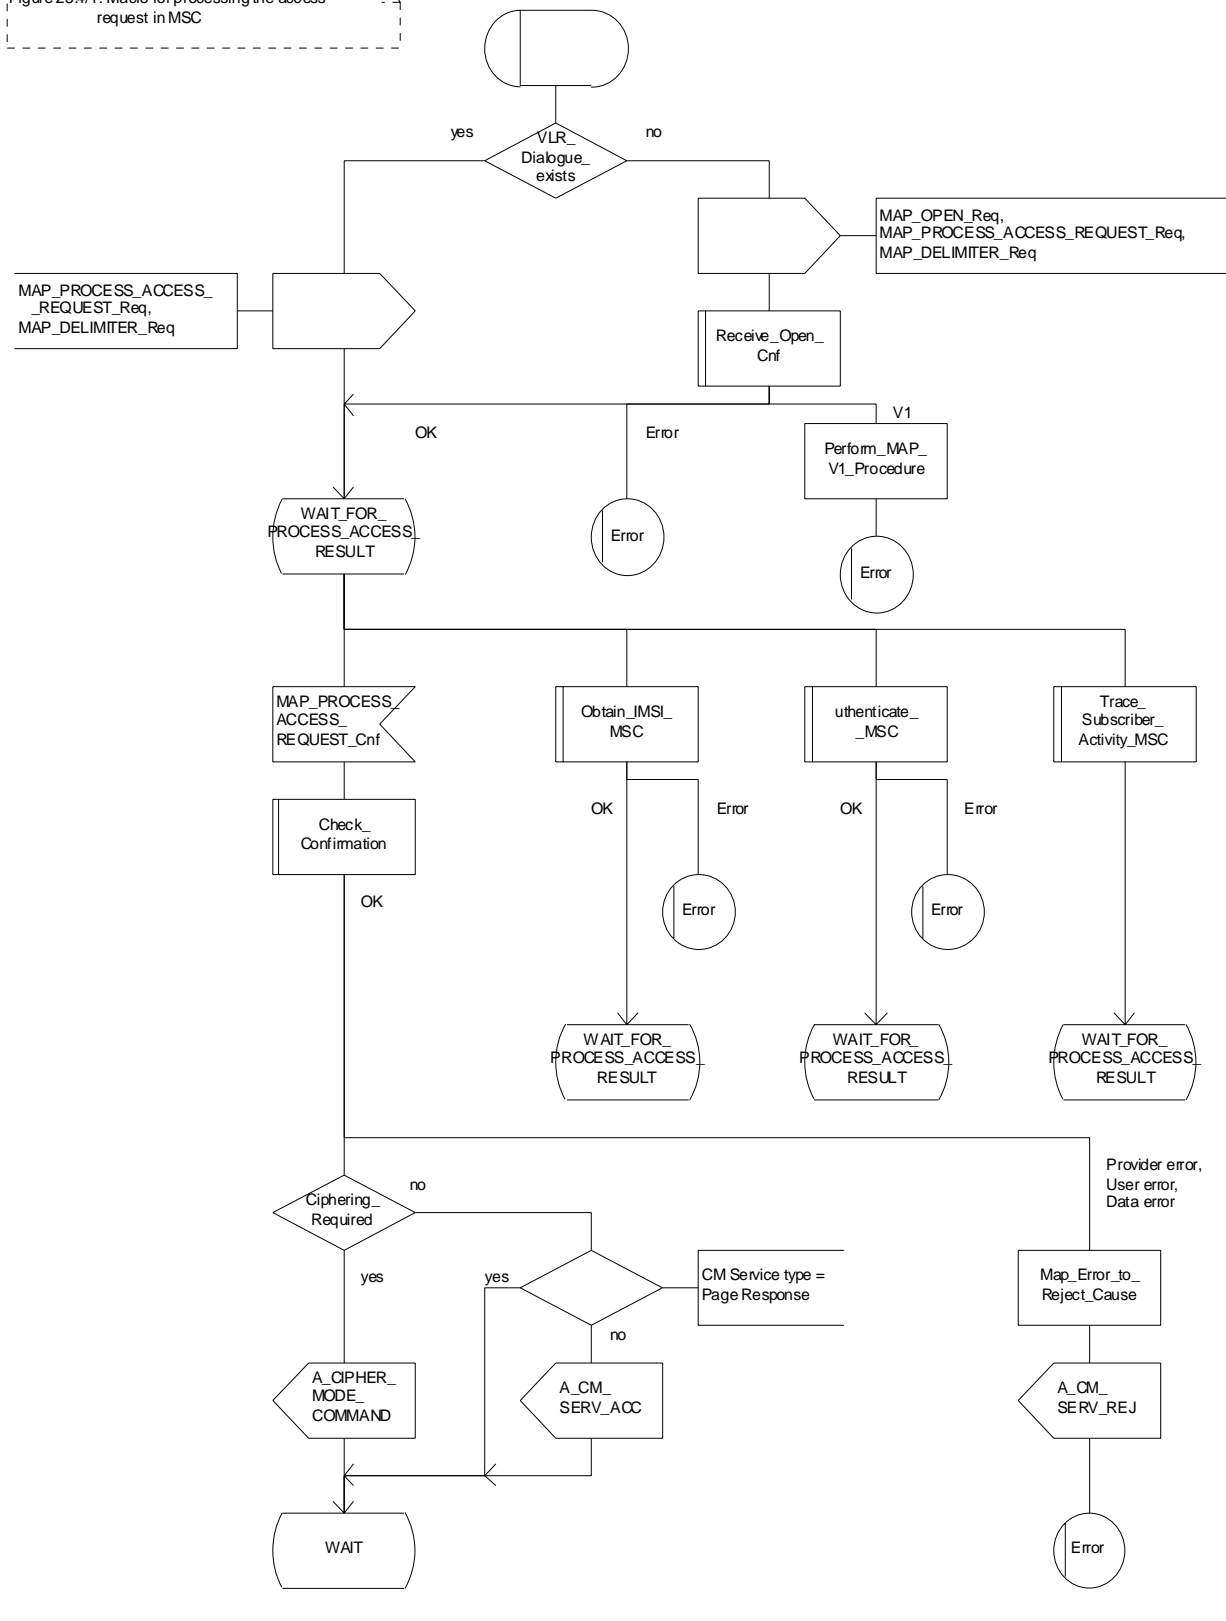 request in MSC
yes
no
VLR_
Dialogue_
exists
MAP_OPEN_Req,
MAP_PROCESS_ACCESS_REQUEST_Req,
MAP_DELIMITER_Req
MAP_PROCESS_ACCESS_
_REQUEST_Req,
MAP_DELIMITER_Req
Receive_Open_
Cnf
OK
Error
V1
Perform_MAP_
V1_Procedure
WAIT_FOR_
PROCESS_ACCESS_
RESULT
Error
Error
MAP_PROCESS_
ACCESS_
REQUEST_Cnf
Obtain_IMSI_
MSC
uthenticate_
_MSC
Trace_
Subscriber_
Activity_MSC
OK
Error
OK
Error
Check_
Confirmation
OK
Error
Error
WAIT_FOR_
PROCESS_ACCESS_
RESULT
WAIT_FOR_
PROCESS_ACCESS_
RESULT
WAIT_FOR_
PROCESS_ACCESS_
RESULT
Provider error,
User error,
Data error
Ciphering_
Required
no
yes
yes
CM Service type =
Page Response
no
Map_Error_to_
Reject_Cause
A_CIPHER_
MODE_
COMMAND
A_CM_
SERV_ACC
A_CM_
SERV_REJ
WAIT
Error